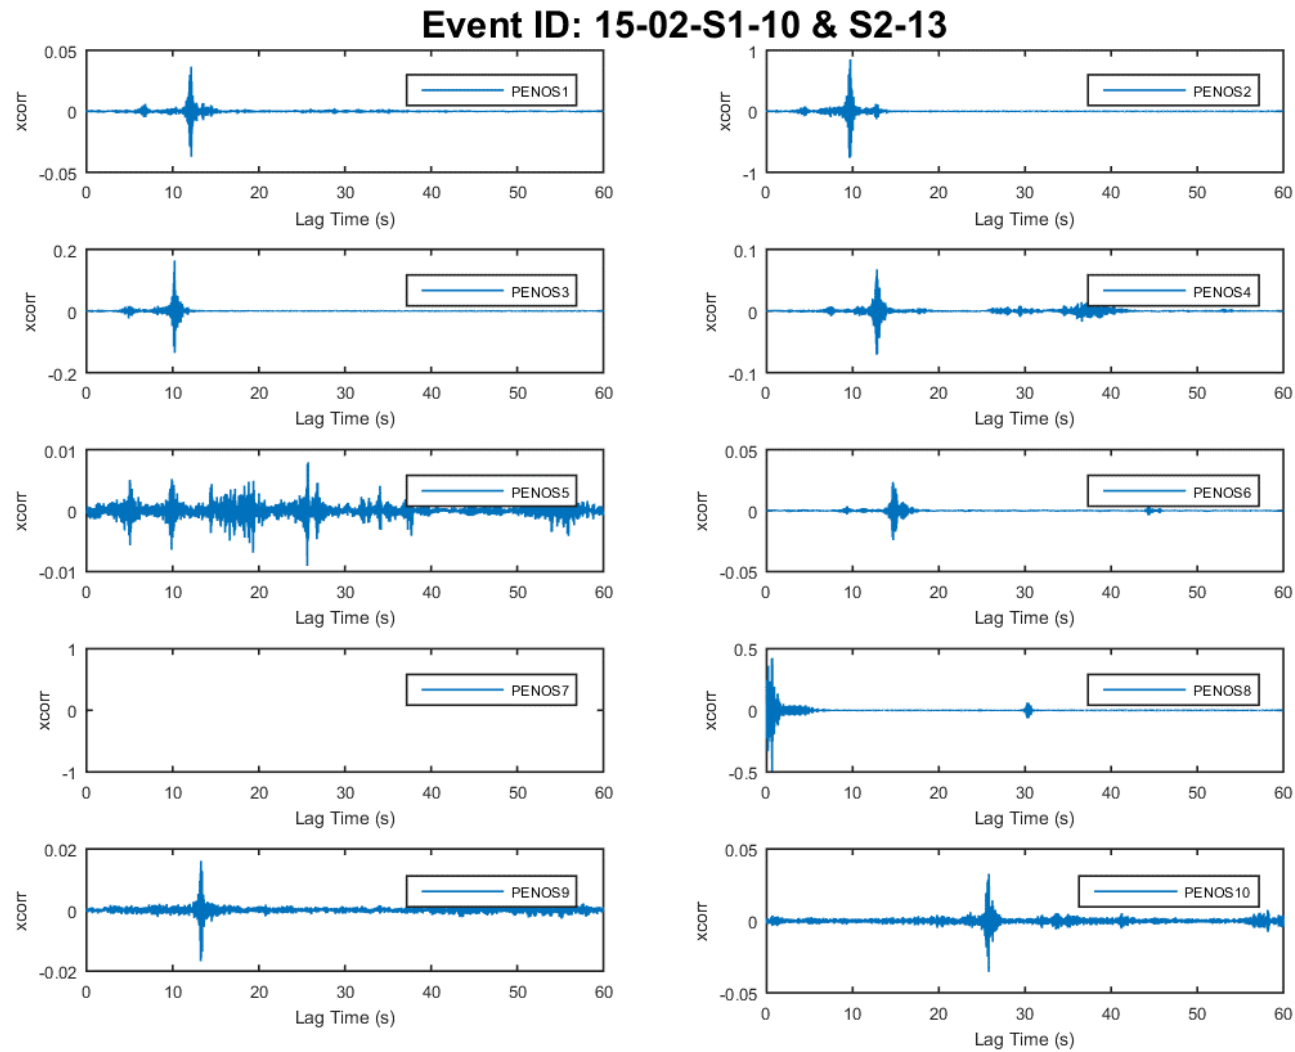 Event ID: 15-02-S1-10 & S2-13
0.05
0
-0.05
xcorr
PENOS1
0 10 20 30 40 50 60
Lag Time (s)
1
0
-1
xcorr
PENOS2
0 10 20 30 40 50 60
Lag Time (s)
0.2
0
-0.2
xcorr
PENOS3
0 10 20 30 40 50 60
Lag Time (s)
0.1
0
-0.1
xcorr
PENOS4
0 10 20 30 40 50 60
Lag Time (s)
0.01
0
-0.01
xcorr
PENOS5
0 10 20 30 40 50 60
Lag Time (s)
0.05
0
-0.05
xcorr
PENOS6
0 10 20 30 40 50 60
Lag Time (s)
1
0
-1
xcorr
PENOS7
0 10 20 30 40 50 60
Lag Time (s)
0.5
0
-0.5
xcorr
PENOS8
0 10 20 30 40 50 60
Lag Time (s)
0.02
0
-0.02
xcorr
PENOS9
0 10 20 30 40 50 60
Lag Time (s)
0.05
0
-0.05
xcorr
PENOS10
0 10 20 30 40 50 60
Lag Time (s)